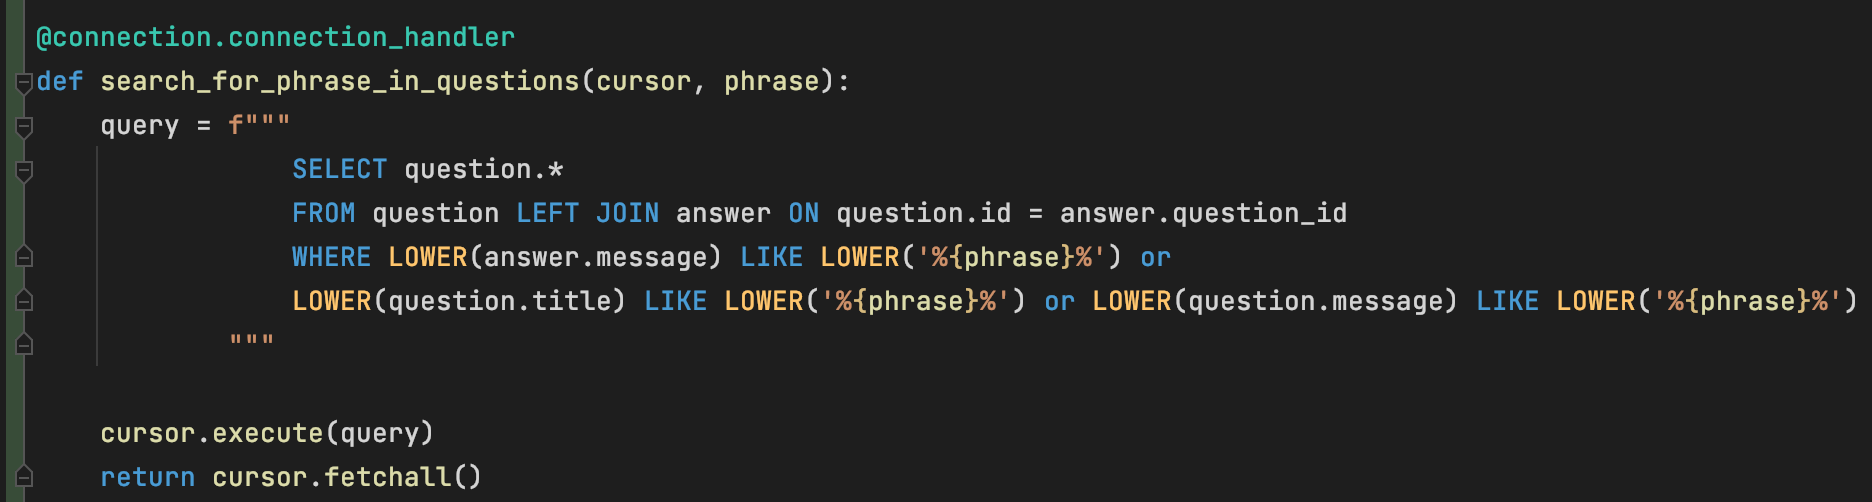 @connection.connection_handler
def search_for_phrase_in_questions(cursor, phrase):
    query = f"""
                SELECT question.*
                FROM question LEFT JOIN answer ON question.id = answer.question_id
                WHERE LOWER(answer.message) LIKE LOWER('%{phrase}%') or
                LOWER(question.title) LIKE LOWER('%{phrase}%') or LOWER(question.message) LIKE LOWER('%{phrase}%')
            """
    cursor.execute(query)
    return cursor.fetchall()